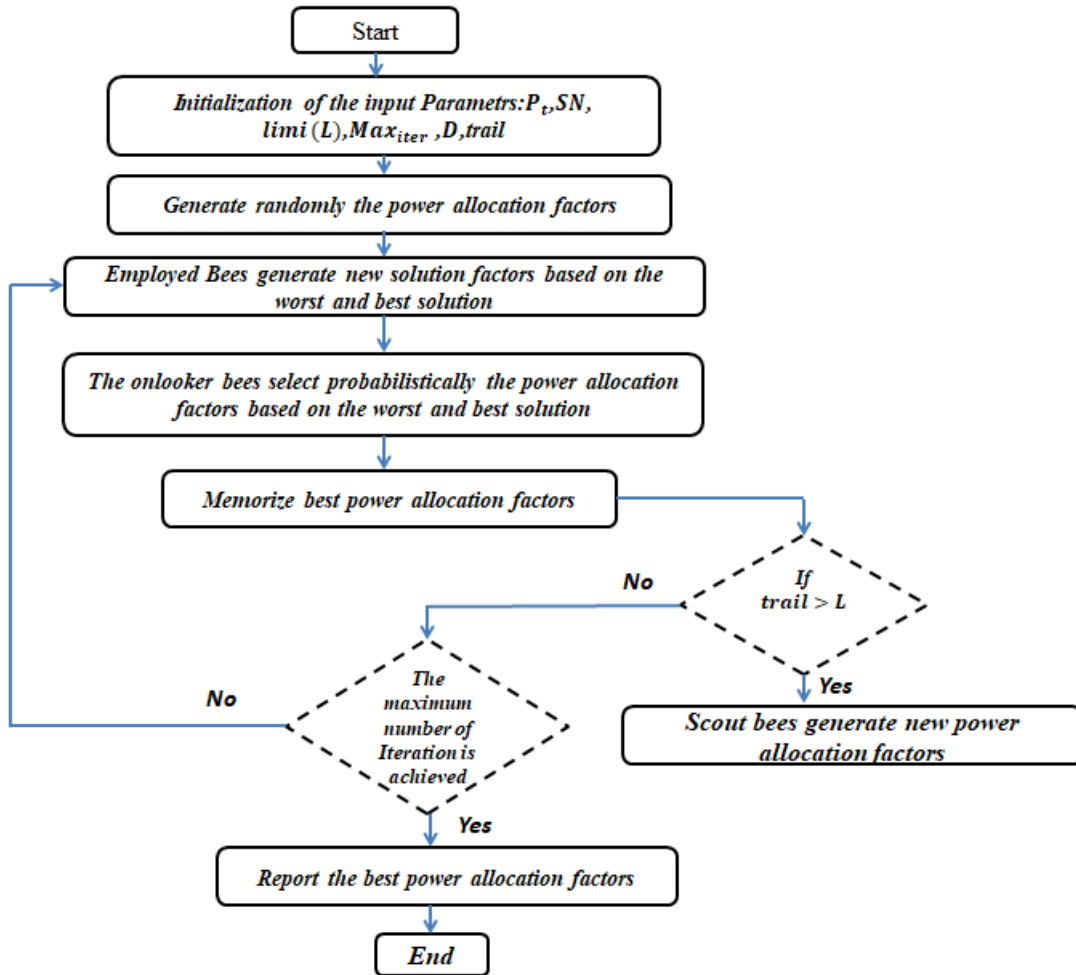 Start
Initialization of the input Parametrs:P_t,SN,
limi (L),Max_iter ,D,trail
Generate randomly the power allocation factors
Employed Bees generate new solution factors based on the
worst and best solution
The onlooker bees select probabilistically the power allocation
factors based on the worst and best solution
Memorize best power allocation factors
If
trail > L
No
Yes
Scout bees generate new power
allocation factors
The
maximum
number of
Iteration is
achieved
No
Yes
Report the best power allocation factors
End